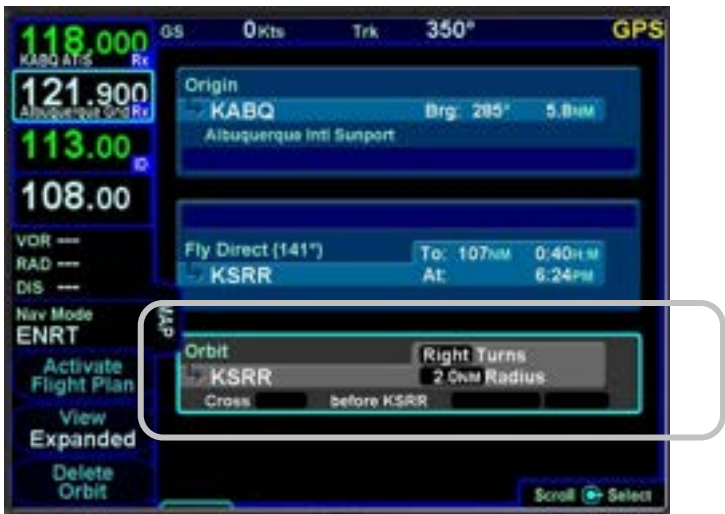 118.000 GS 0Kts Trk 350° GPS
KABQ ATIS Rx
121.900
Albuquerque Gnd Rx
113.00
ID
108.00
VOR ---
RAD ---
DIS ---
Nav Mode
ENRT
MAP
Activate
Flight Plan
View
Expanded
Delete
Orbit
Origin
KABQ Brg: 285° 5.8NM
Albuquerque Intl Sunport
Fly Direct (141°) To: 107NM 0:40H:M
KSRR At: 6:24PM
Orbit Right Turns
KSRR 2.0NM Radius
Cross before KSRR
Scroll Select